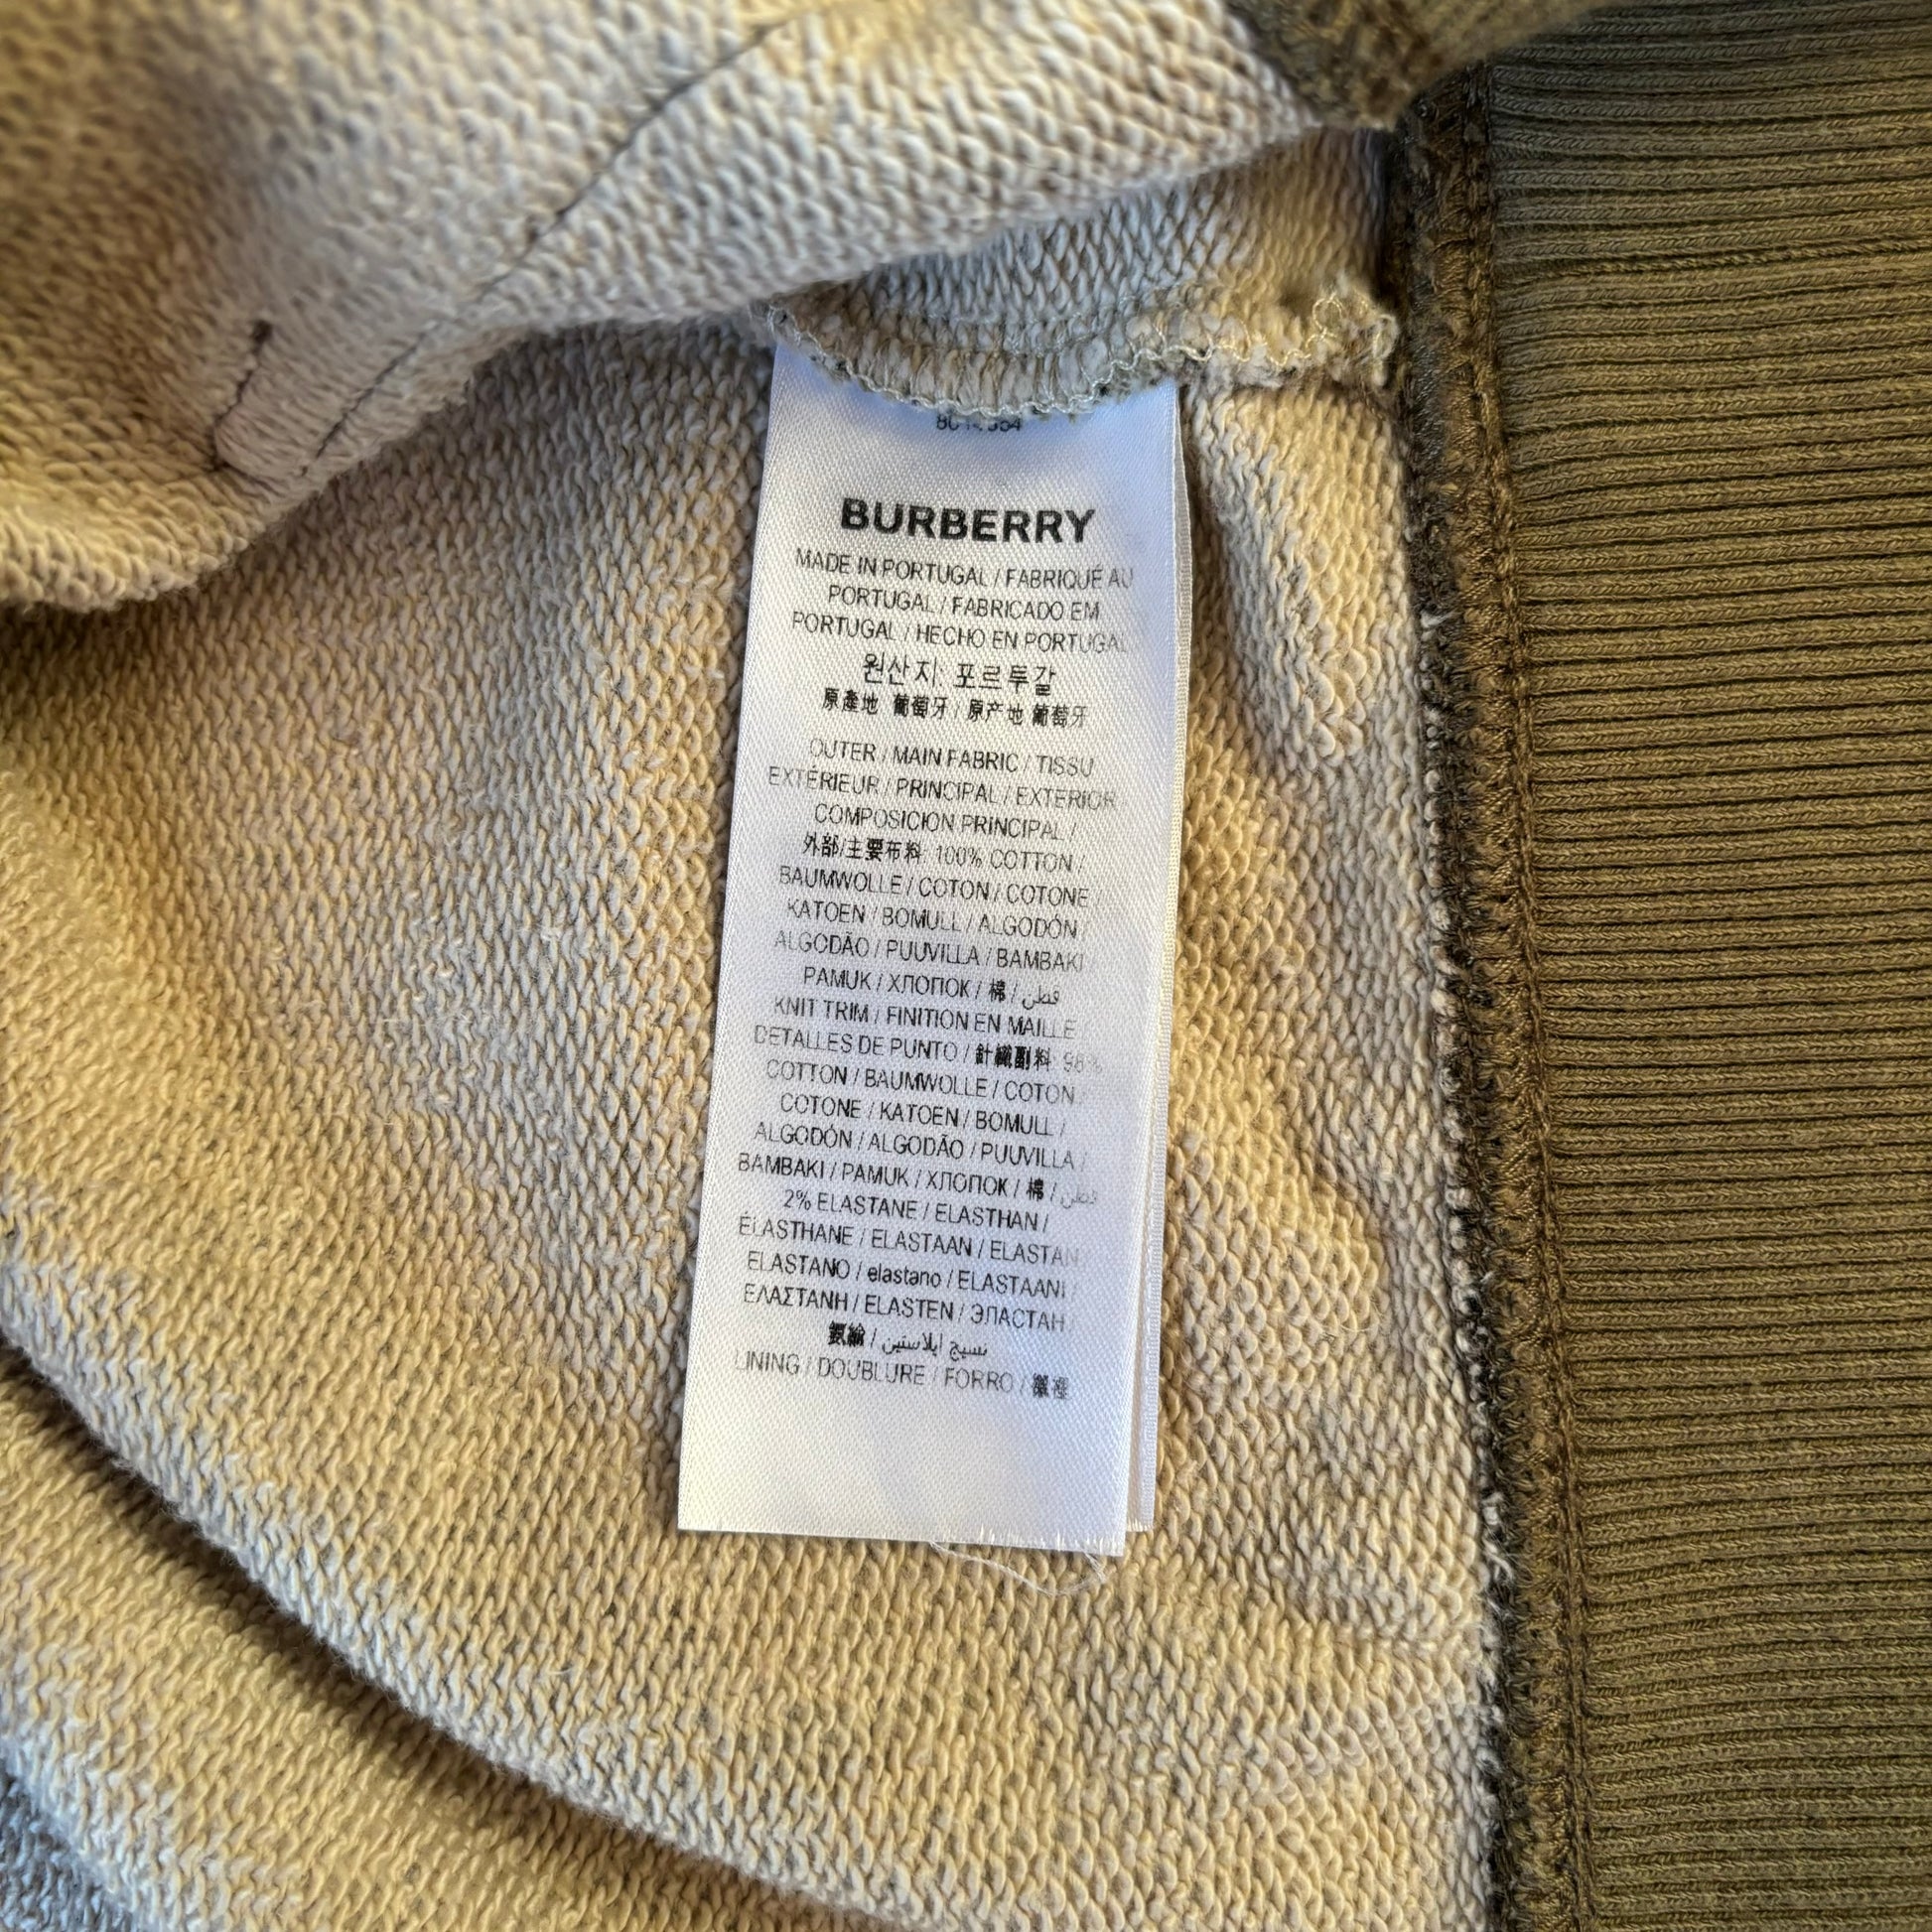 BURBERRY
MADE IN PORTUGAL / FABRIQUÉ AU
PORTUGAL / FABRICADO EM
PORTUGAL / HECHO EN PORTUGAL
원산지: 포르투갈
原產地 葡萄牙 / 原产地 葡萄牙
OUTER / MAIN FABRIC / TISSU
EXTÉRIEUR / PRINCIPAL / EXTERIOR -
COMPOSICION PRINCIPAL /
外部/主要布料: 100% COTTON /
BAUMWOLLE / COTON / COTONE /
KATOEN / BOMULL / ALGODÓN /
ALGODÃO / PUUVILLA / BAMBAKI /
PAMUK / ХЛОПОК / 棉 / قطن
KNIT TRIM / FINITION EN MAILLE /
DETALLES DE PUNTO / 針織副料: 98%
COTTON / BAUMWOLLE / COTON /
COTONE / KATOEN / BOMULL /
ALGODÓN / ALGODÃO / PUUVILLA /
BAMBAKI / PAMUK / ХЛОПОК / 棉 / قطن
2% ELASTANE / ELASTHAN /
ÉLASTHANE / ELASTAAN / ELASTAN
ELASTANO / elastano / ELASTAANI
ΕΛΑΣΤΑΝΗ / ELASTEN / ЭЛАСТАН
氨綸 / نسيج ايلاستين
LINING / DOUBLURE / FORRO / 裡